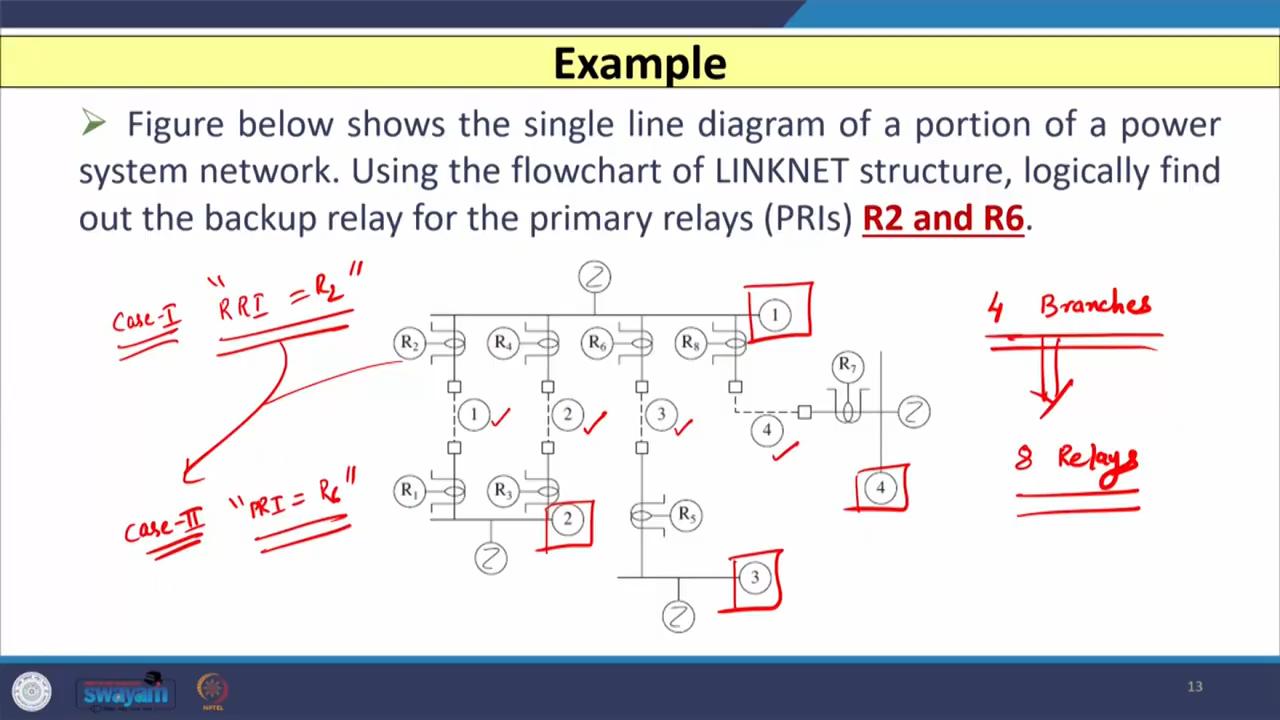 Example
Figure below shows the single line diagram of a portion of a power
system network. Using the flowchart of LINKNET structure, logically find
out the backup relay for the primary relays (PRIs) R2 and R6.
Case-I "RRI = R2"
1
4 Branches
R2 R4 R6 R8
R7
1 2 3
4
8 Relays
4
R1 R3
Case-II "PRI = R6"
2
R5
3
swayam
NPTEL
13